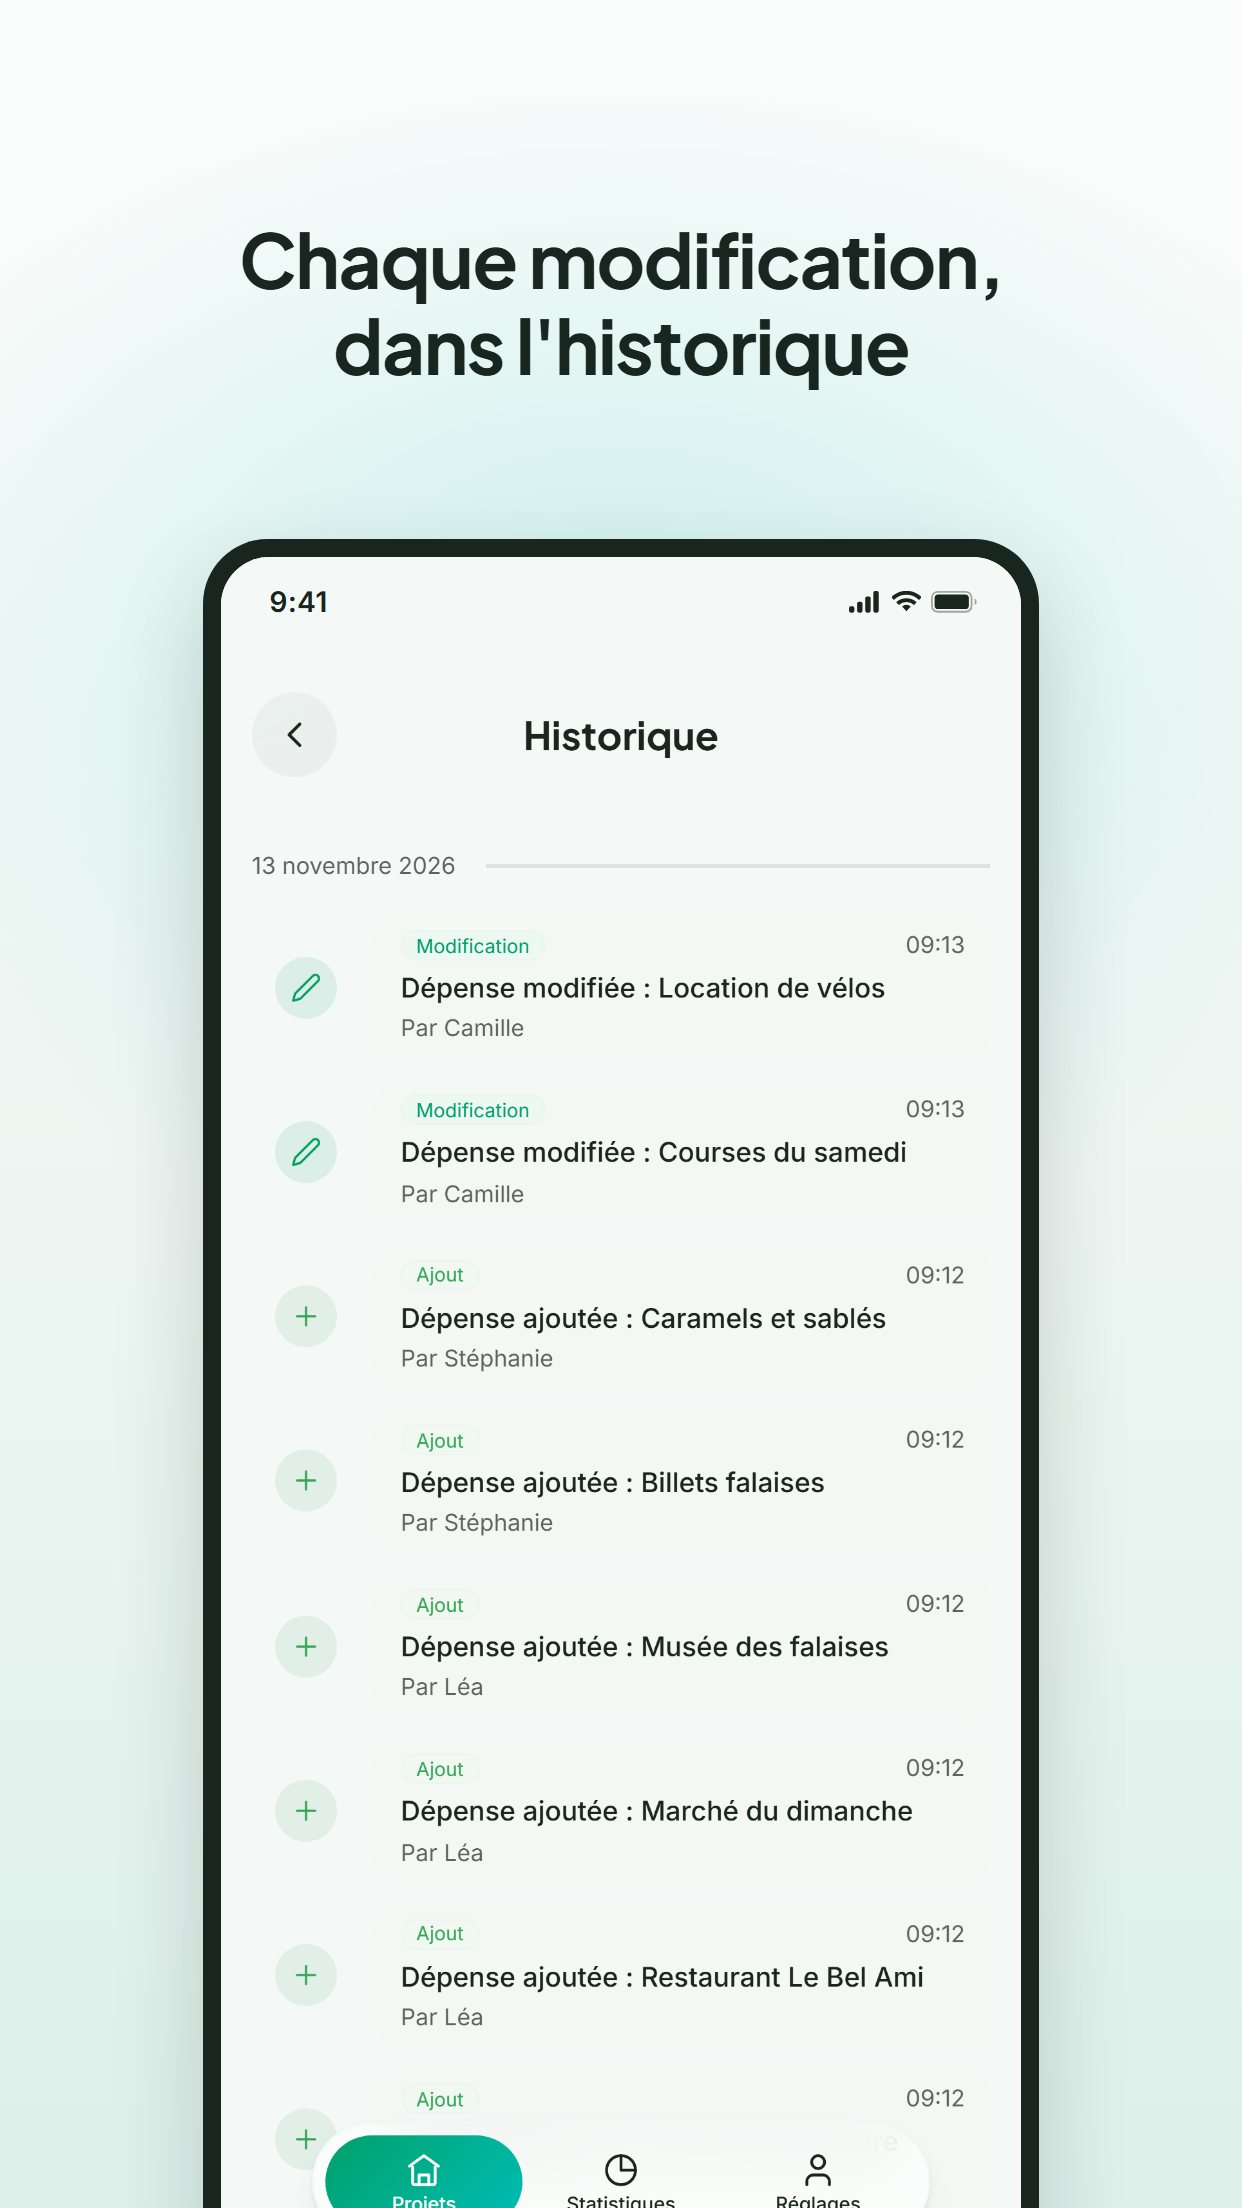 Chaque modification,
dans l'historique
9:41
Historique
13 novembre 2026
Modification
09:13
Dépense modifiée : Location de vélos
Par Camille
Modification
09:13
Dépense modifiée : Courses du samedi
Par Camille
Ajout
09:12
Dépense ajoutée : Caramels et sablés
Par Stéphanie
Ajout
09:12
Dépense ajoutée : Billets falaises
Par Stéphanie
Ajout
09:12
Dépense ajoutée : Musée des falaises
Par Léa
Ajout
09:12
Dépense ajoutée : Marché du dimanche
Par Léa
Ajout
09:12
Dépense ajoutée : Restaurant Le Bel Ami
Par Léa
Ajout
09:12
Projets
Statistiques
Réglages